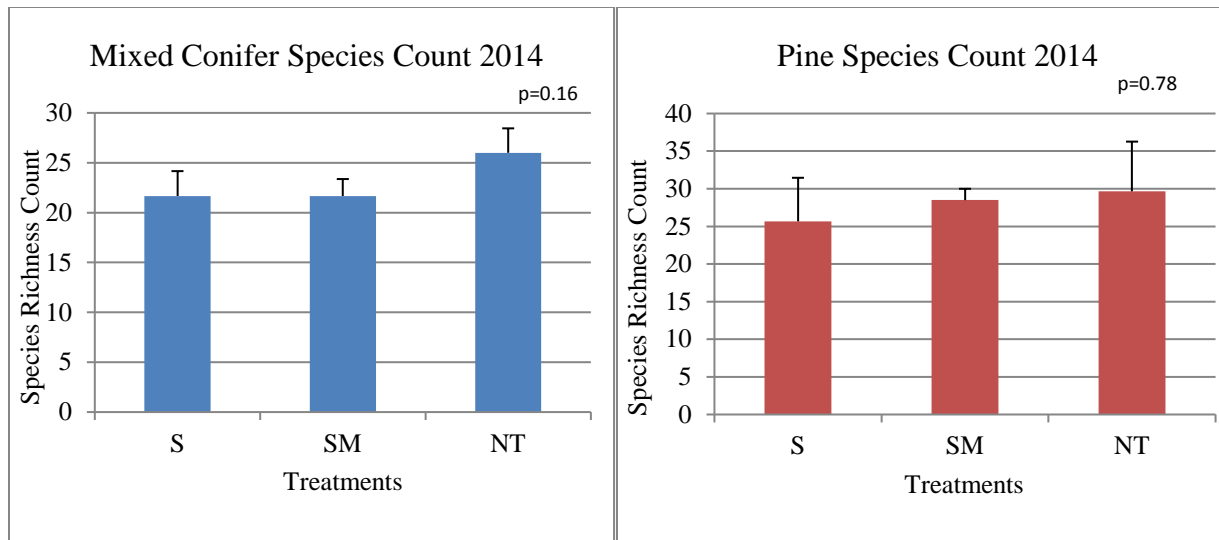 Mixed Conifer Species Count 2014
p=0.16
Species Richness Count
30
25
20
15
10
5
0
S SM NT
Treatments
Pine Species Count 2014
p=0.78
Species Richness Count
40
35
30
25
20
15
10
5
0
S SM NT
Treatments